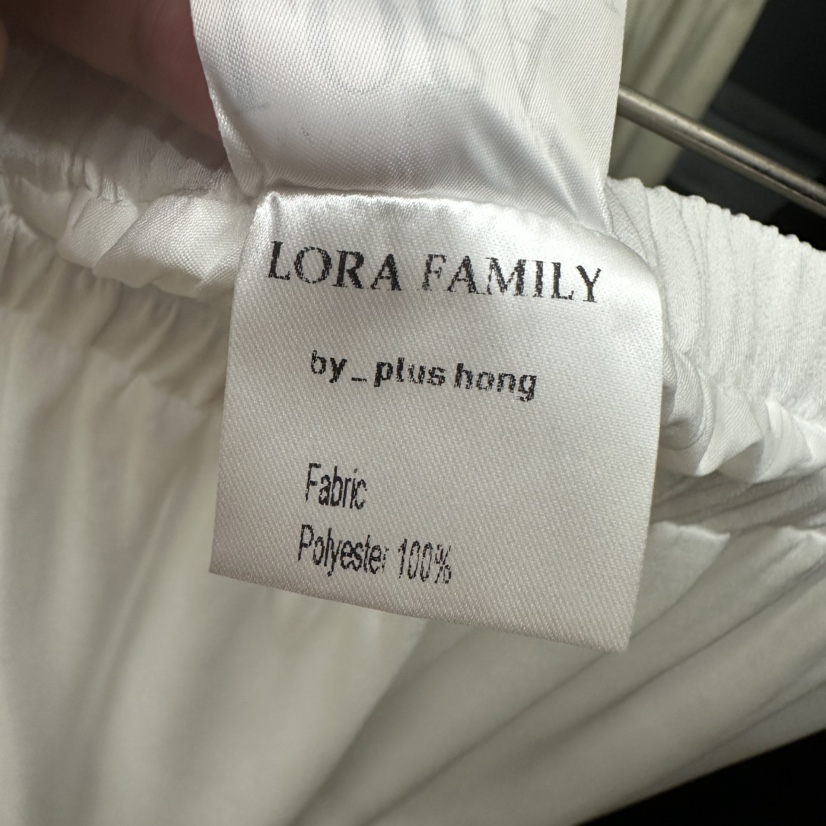 LORA FAMILY
by_plus hong
Fabric
Polyester 100%